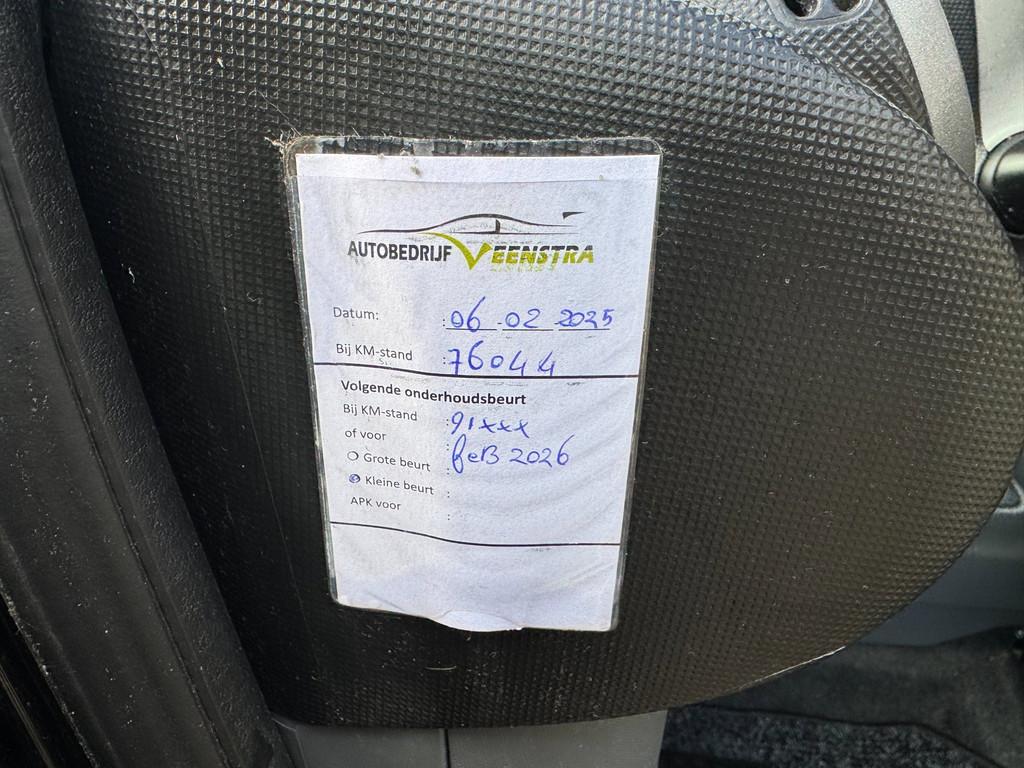 AUTOBEDRIJF VEENSTRA
Datum: : 06-02-2025
Bij KM-stand : 76044
Volgende onderhoudsbeurt
Bij KM-stand : 91xxx
of voor : feB 2026
Grote beurt :
Kleine beurt :
APK voor :